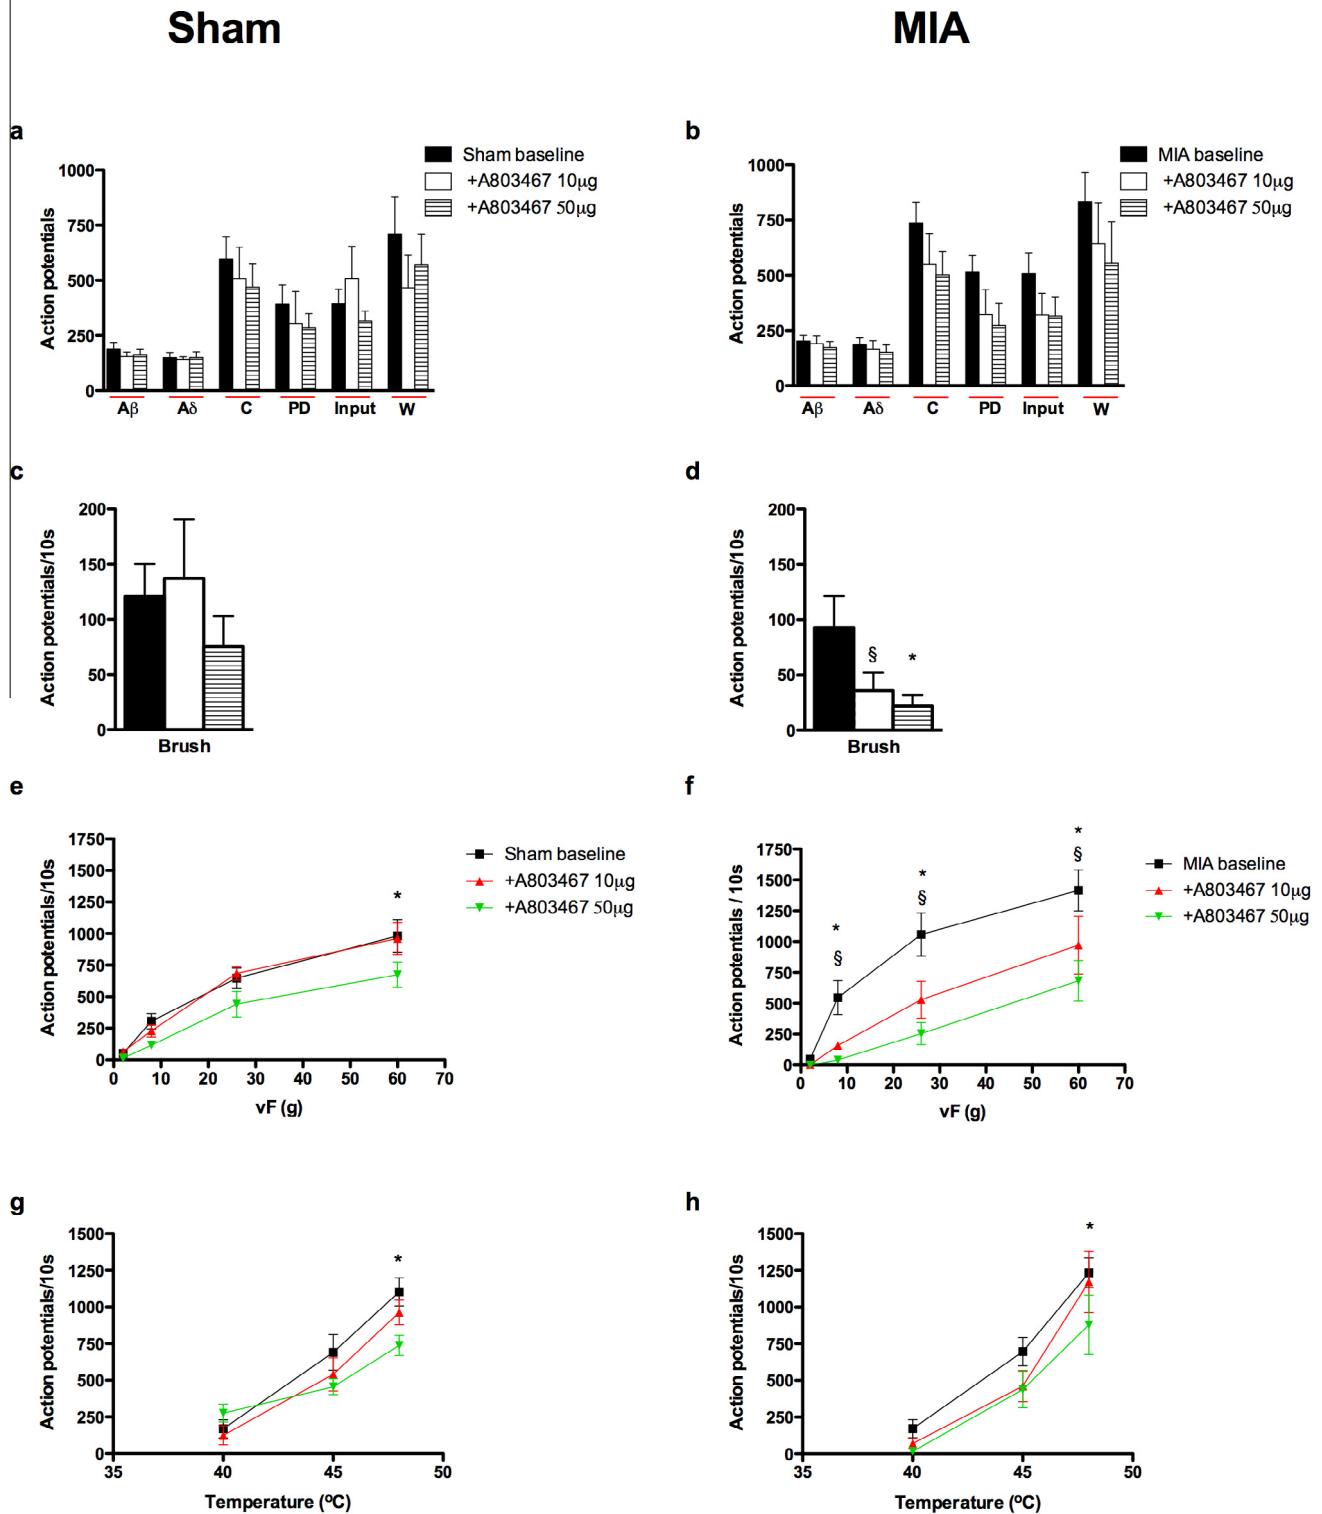 Sham
MIA
a
Sham baseline
+A803467 10µg
+A803467 50µg
1000
750
500
250
0
Action potentials
Aβ Aδ C PD Input W
b
MIA baseline
+A803467 10µg
+A803467 50µg
1000
750
500
250
0
Action potentials
Aβ Aδ C PD Input W
c
200
150
100
50
0
Action potentials/10s
Brush
d
200
150
100
50
0
Action potentials/10s
§ *
Brush
e
Sham baseline
+A803467 10µg
+A803467 50µg
1750
1500
1250
1000
750
500
250
0
Action potentials/10s
*
0 10 20 30 40 50 60 70
vF (g)
f
MIA baseline
+A803467 10µg
+A803467 50µg
1750
1500
1250
1000
750
500
250
0
Action potentials / 10s
*
§
*
§
*
§
0 10 20 30 40 50 60 70
vF (g)
g
1500
1250
1000
750
500
250
0
Action potentials/10s
*
35 40 45 50
Temperature (ºC)
h
1500
1250
1000
750
500
250
0
Action potentials/10s
*
35 40 45 50
Temperature (ºC)